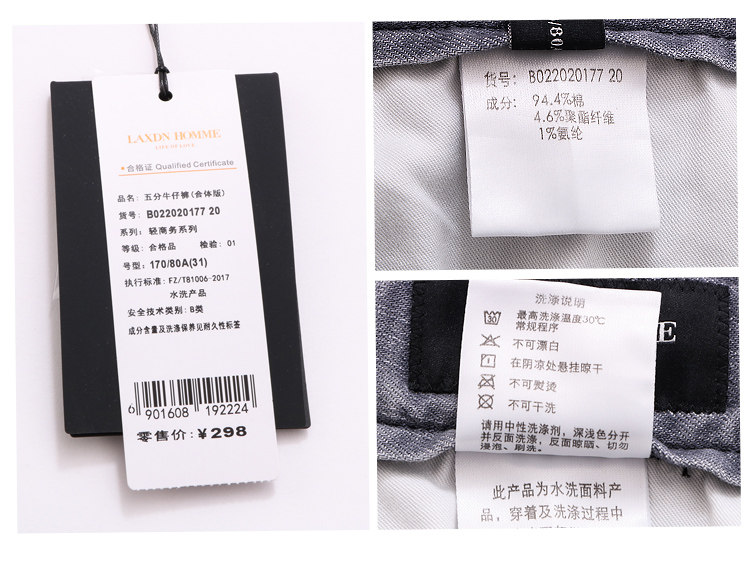 LAXDN HOMME
LIFE OF LOVE
合格证 Qualified Certificate
品名: 五分牛仔裤(合体版)
货号: B022020177 20
系列: 轻商务系列
等级: 合格品 检验: 01
号型: 170/80A(31)
执行标准: FZ/T81006-2017
水洗产品
安全技术类别: B类
成分含量及洗涤保养见耐久性标签
6 901608 192224
零售价: ¥298
/80
货号: B022020177 20
成分: 94.4%棉
4.6%聚酯纤维
1%氨纶
洗涤说明
30
最高洗涤温度30℃
常规程序
不可漂白
在阴凉处悬挂晾干
不可熨烫
不可干洗
请用中性洗涤剂, 深浅色分开
并反面洗涤, 反面晾晒、切勿
浸泡、刷洗。
E
此产品为水洗面料产
品, 穿着及洗涤过程中